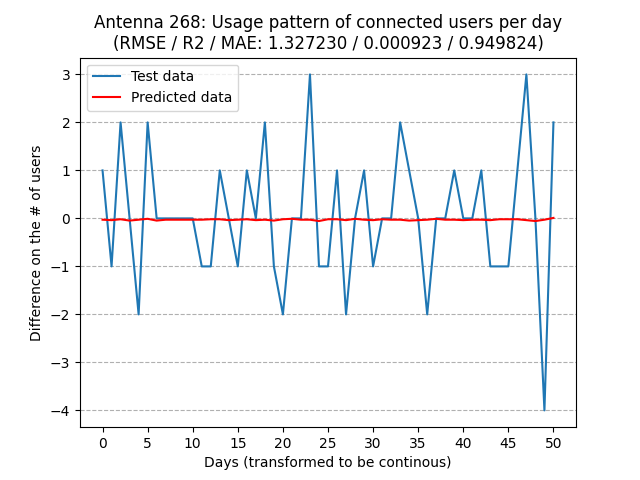 Antenna 268: Usage pattern of connected users per day
(RMSE / R2 / MAE: 1.327230 / 0.000923 / 0.949824)
Test data
Predicted data
3
2
1
0
−1
−2
−3
−4
Difference on the # of users
0 5 10 15 20 25 30 35 40 45 50
Days (transformed to be continous)